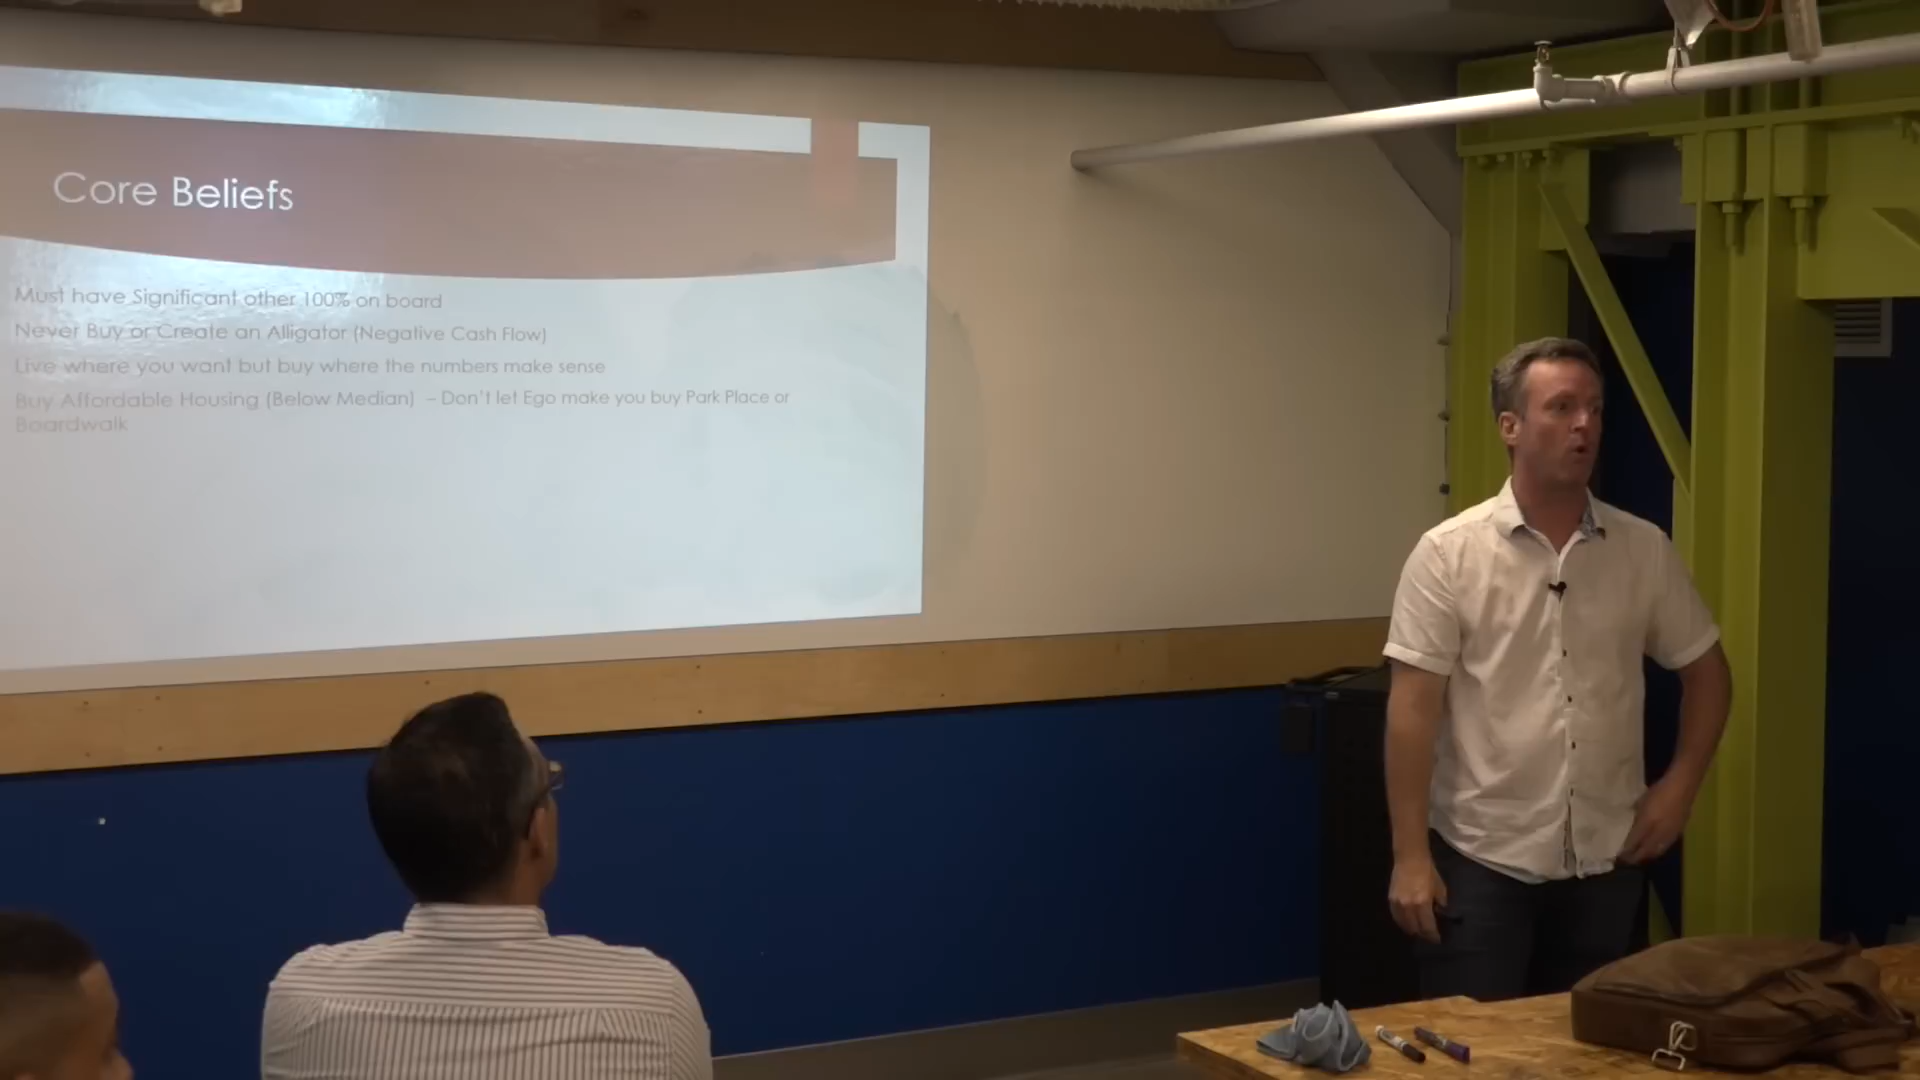 Core Beliefs
Must have Significant other 100% on board
Never Buy or Create an Alligator (Negative Cash Flow)
Live where you want but buy where the numbers make sense
Buy Affordable Housing (Below Median) – Don't let Ego make you buy Park Place or
Boardwalk